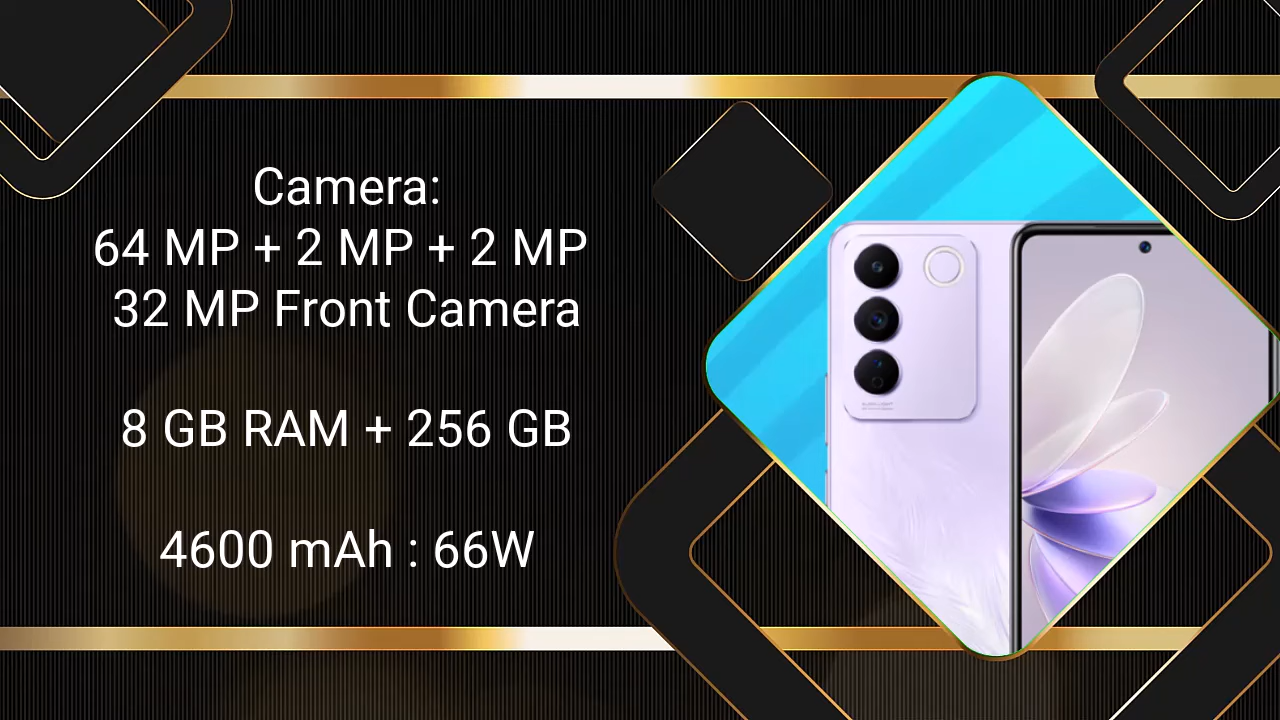 Camera:
64 MP + 2 MP + 2 MP
32 MP Front Camera
8 GB RAM + 256 GB
4600 mAh : 66W